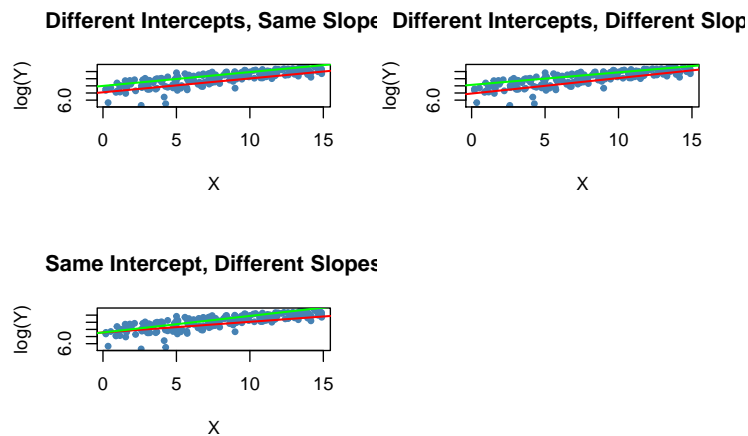 Different Intercepts, Same Slope
log(Y)
6.0
0 5 10 15
X
Different Intercepts, Different Slop
log(Y)
6.0
0 5 10 15
X
Same Intercept, Different Slopes
log(Y)
6.0
0 5 10 15
X